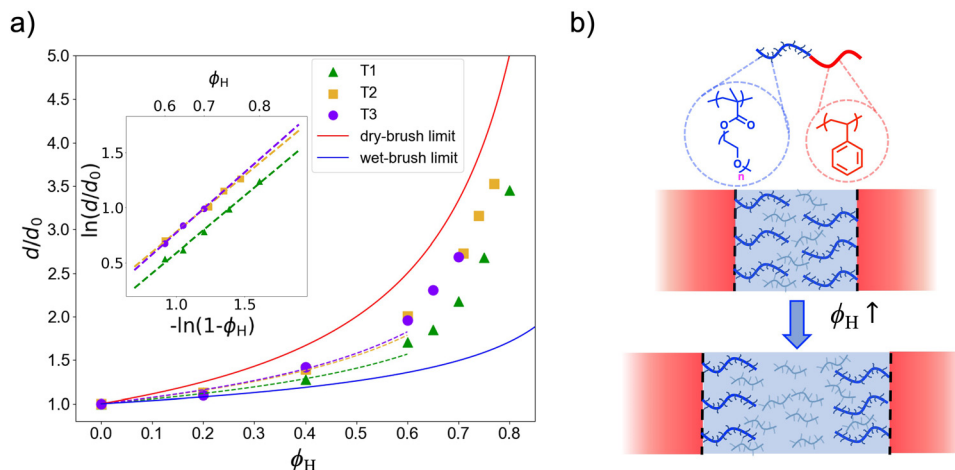 a)
5.0
4.5
4.0
3.5
3.0
2.5
2.0
1.5
1.0
d/d₀
0.0 0.1 0.2 0.3 0.4 0.5 0.6 0.7 0.8
ϕH
T1
T2
T3
dry-brush limit
wet-brush limit
ϕH
0.6 0.7 0.8
1.5
1.0
0.5
ln(d/d₀)
1.0 1.5
-ln(1-ϕH)
b)
O O
O
n
ϕH ↑